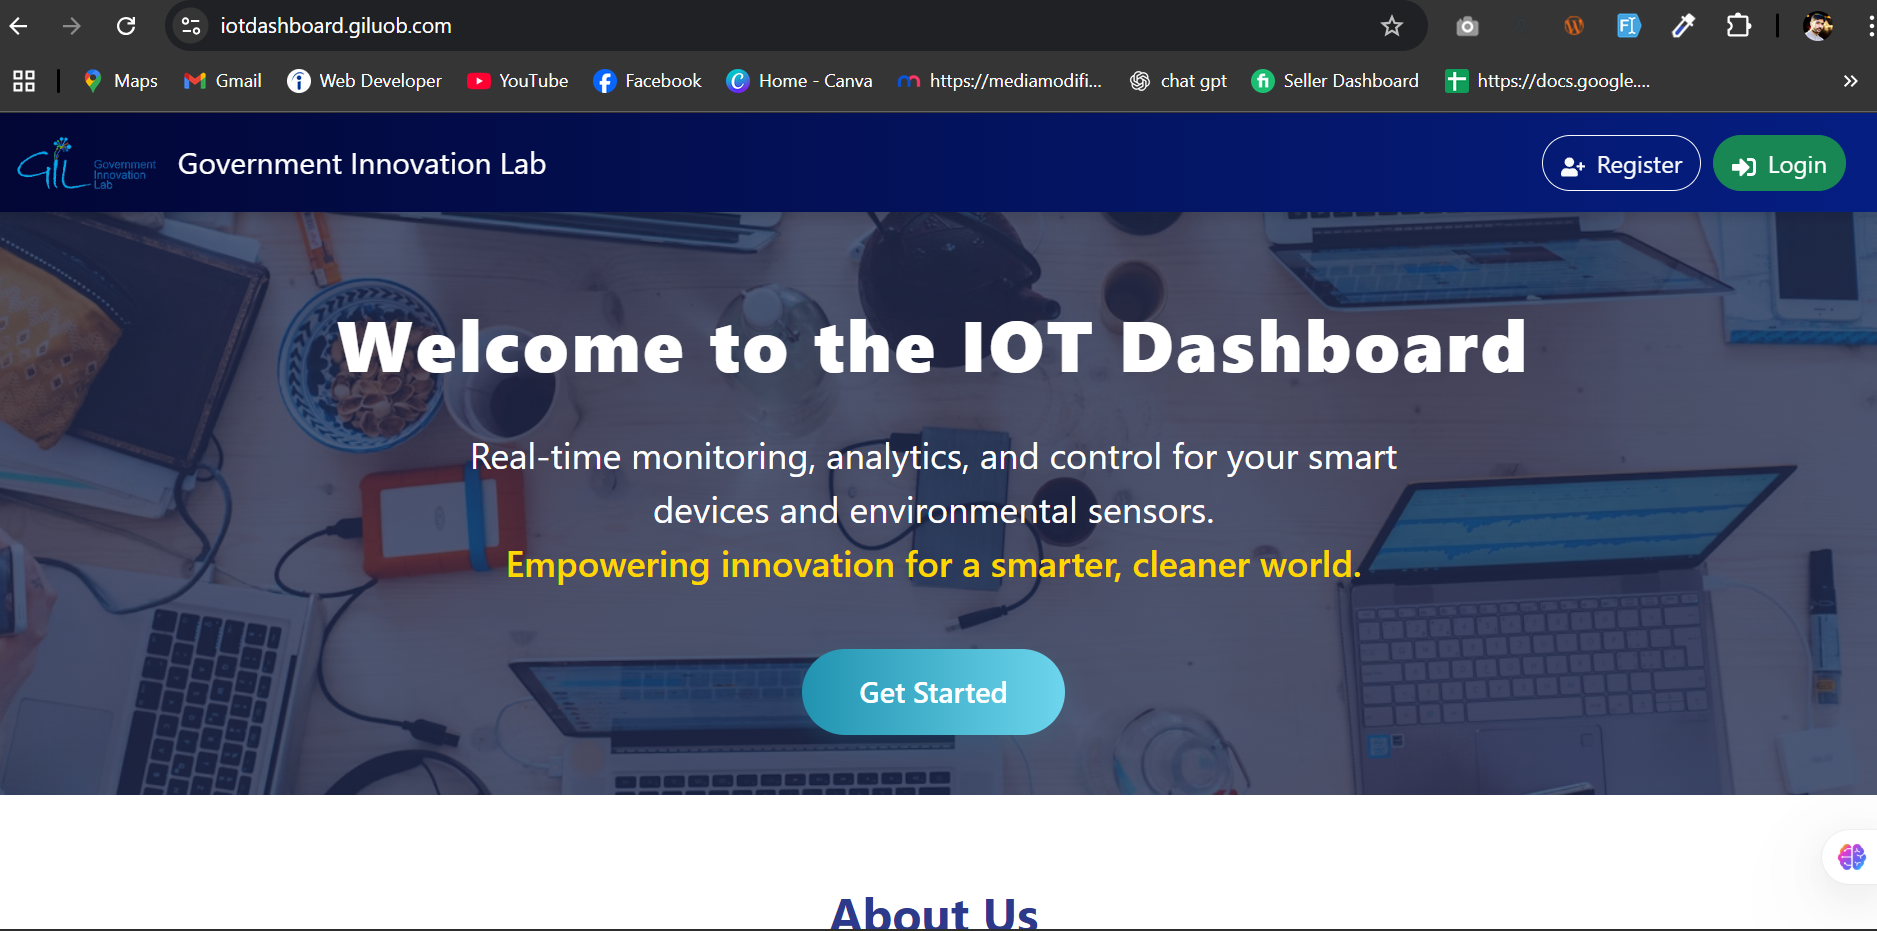 iotdashboard.giluob.com
Maps
Gmail
Web Developer
YouTube
Facebook
Home - Canva
https://mediamodifi...
chat gpt
Seller Dashboard
https://docs.google....
GIL
Government
Innovation
Lab
Government Innovation Lab
Register
Login
Welcome to the IOT Dashboard
Real-time monitoring, analytics, and control for your smart
devices and environmental sensors.
Empowering innovation for a smarter, cleaner world.
Get Started
About Us